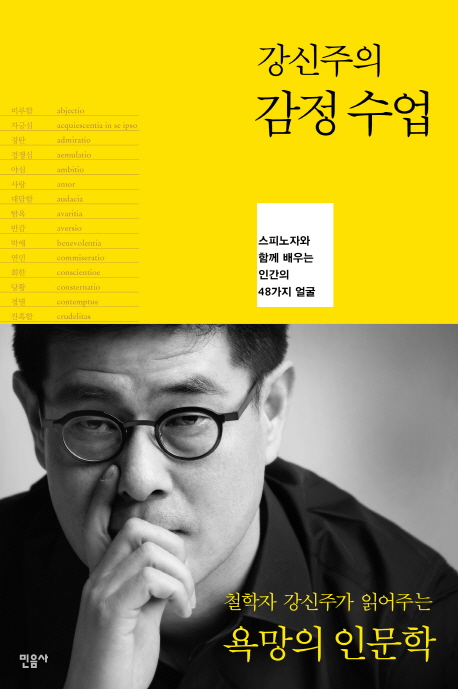 강신주의
감정 수업
비루함 abjectio
자긍심 acquiescentia in se ipso
경탄 admiratio
경쟁심 aemulatio
야심 ambitio
사랑 amor
대담함 audacia
탐욕 avaritia
반감 aversio
박애 benevolentia
연민 commiseratio
회한 conscientioe
당황 consternatio
경멸 contemptus
잔혹함 crudelitas
스피노자와
함께 배우는
인간의
48가지 얼굴
철학자 강신주가 읽어주는
욕망의 인문학
민음사